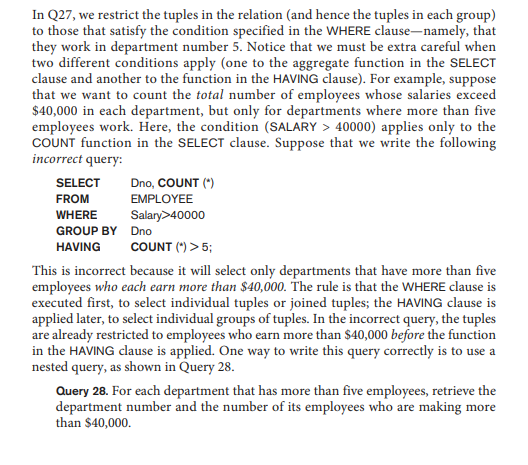 In Q27, we restrict the tuples in the relation (and hence the tuples in each group)
to those that satisfy the condition specified in the WHERE clause—namely, that
they work in department number 5. Notice that we must be extra careful when
two different conditions apply (one to the aggregate function in the SELECT
clause and another to the function in the HAVING clause). For example, suppose
that we want to count the total number of employees whose salaries exceed
$40,000 in each department, but only for departments where more than five
employees work. Here, the condition (SALARY > 40000) applies only to the
COUNT function in the SELECT clause. Suppose that we write the following
incorrect query:
SELECT Dno, COUNT (*)
FROM EMPLOYEE
WHERE Salary>40000
GROUP BY Dno
HAVING COUNT (*) > 5;
This is incorrect because it will select only departments that have more than five
employees who each earn more than $40,000. The rule is that the WHERE clause is
executed first, to select individual tuples or joined tuples; the HAVING clause is
applied later, to select individual groups of tuples. In the incorrect query, the tuples
are already restricted to employees who earn more than $40,000 before the function
in the HAVING clause is applied. One way to write this query correctly is to use a
nested query, as shown in Query 28.
Query 28. For each department that has more than five employees, retrieve the
department number and the number of its employees who are making more
than $40,000.